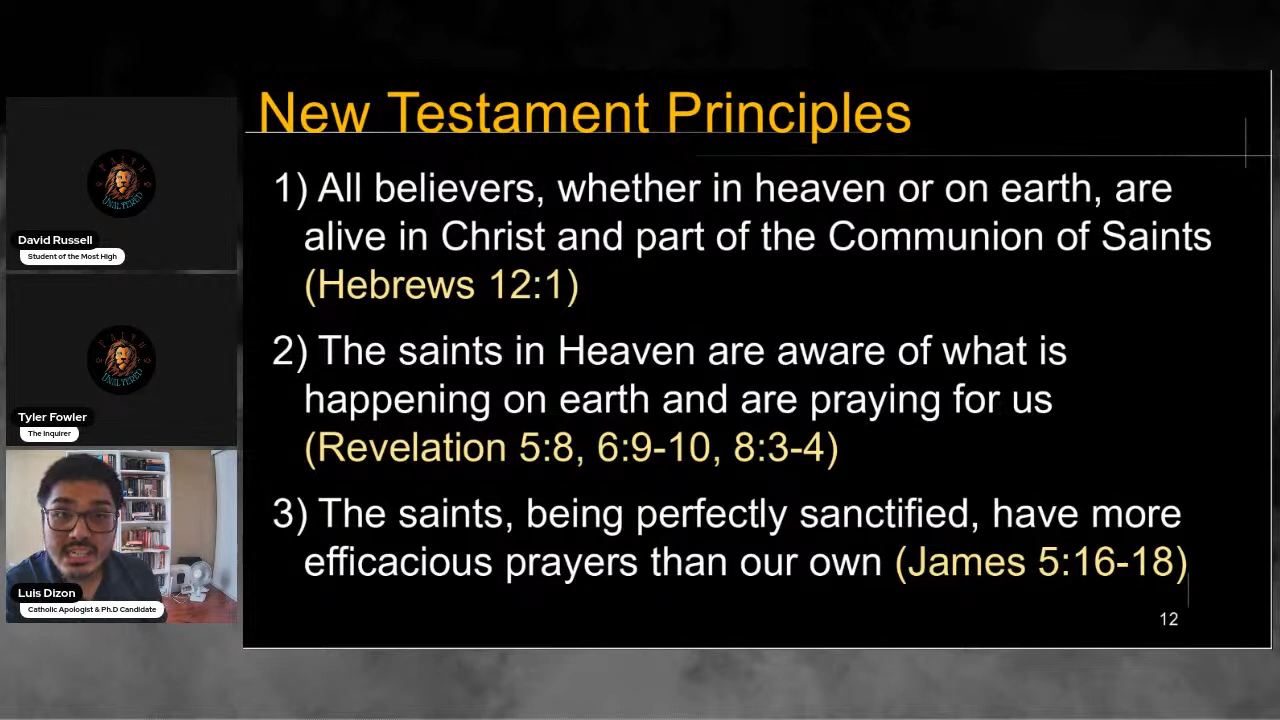 New Testament Principles
1) All believers, whether in heaven or on earth, are
alive in Christ and part of the Communion of Saints
(Hebrews 12:1)
2) The saints in Heaven are aware of what is
happening on earth and are praying for us
(Revelation 5:8, 6:9-10, 8:3-4)
3) The saints, being perfectly sanctified, have more
efficacious prayers than our own (James 5:16-18)
12
FAITH
UNALTERED
David Russell
Student of the Most High
FAITH
UNALTERED
Tyler Fowler
The Inquirer
Luis Dizon
Catholic Apologist & Ph.D Candidate